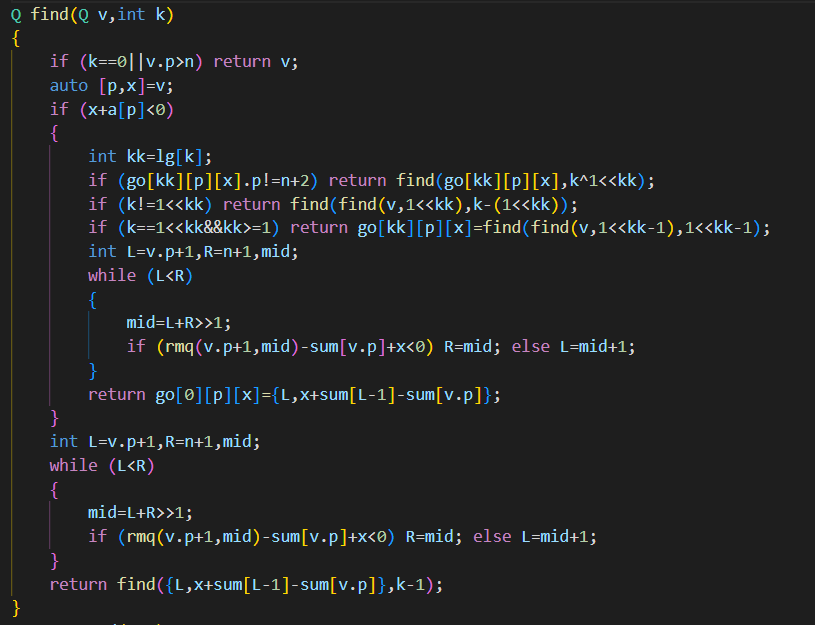 Q find(Q v,int k)
{
    if (k==0||v.p>n) return v;
    auto [p,x]=v;
    if (x+a[p]<0)
    {
        int kk=lg[k];
        if (go[kk][p][x].p!=n+2) return find(go[kk][p][x],k^1<<kk);
        if (k!=1<<kk) return find(find(v,1<<kk),k-(1<<kk));
        if (k==1<<kk&&kk>=1) return go[kk][p][x]=find(find(v,1<<kk-1),1<<kk-1);
        int L=v.p+1,R=n+1,mid;
        while (L<R)
        {
            mid=L+R>>1;
            if (rmq(v.p+1,mid)-sum[v.p]+x<0) R=mid; else L=mid+1;
        }
        return go[0][p][x]={L,x+sum[L-1]-sum[v.p]};
    }
    int L=v.p+1,R=n+1,mid;
    while (L<R)
    {
        mid=L+R>>1;
        if (rmq(v.p+1,mid)-sum[v.p]+x<0) R=mid; else L=mid+1;
    }
    return find({L,x+sum[L-1]-sum[v.p]},k-1);
}